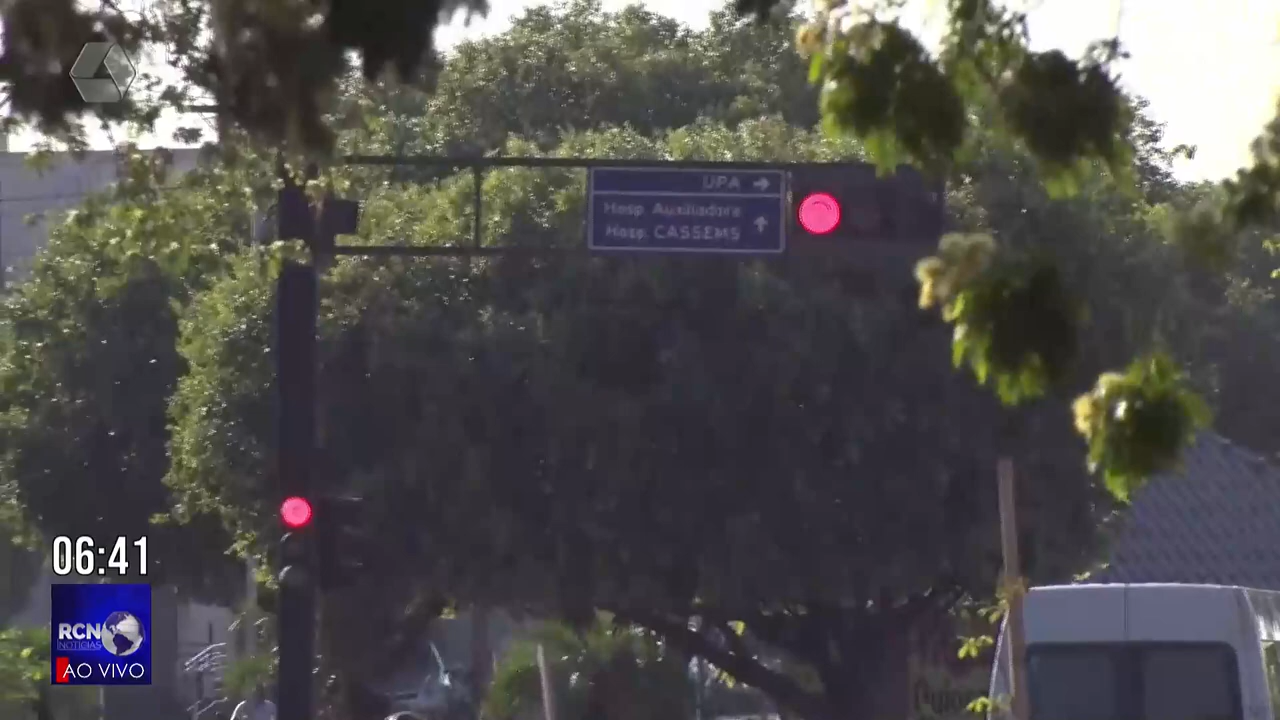 UPA →
Hosp. Auxiliadora ↑
Hosp. CASSEMS
06:41
RCN
NOTÍCIAS
AO VIVO